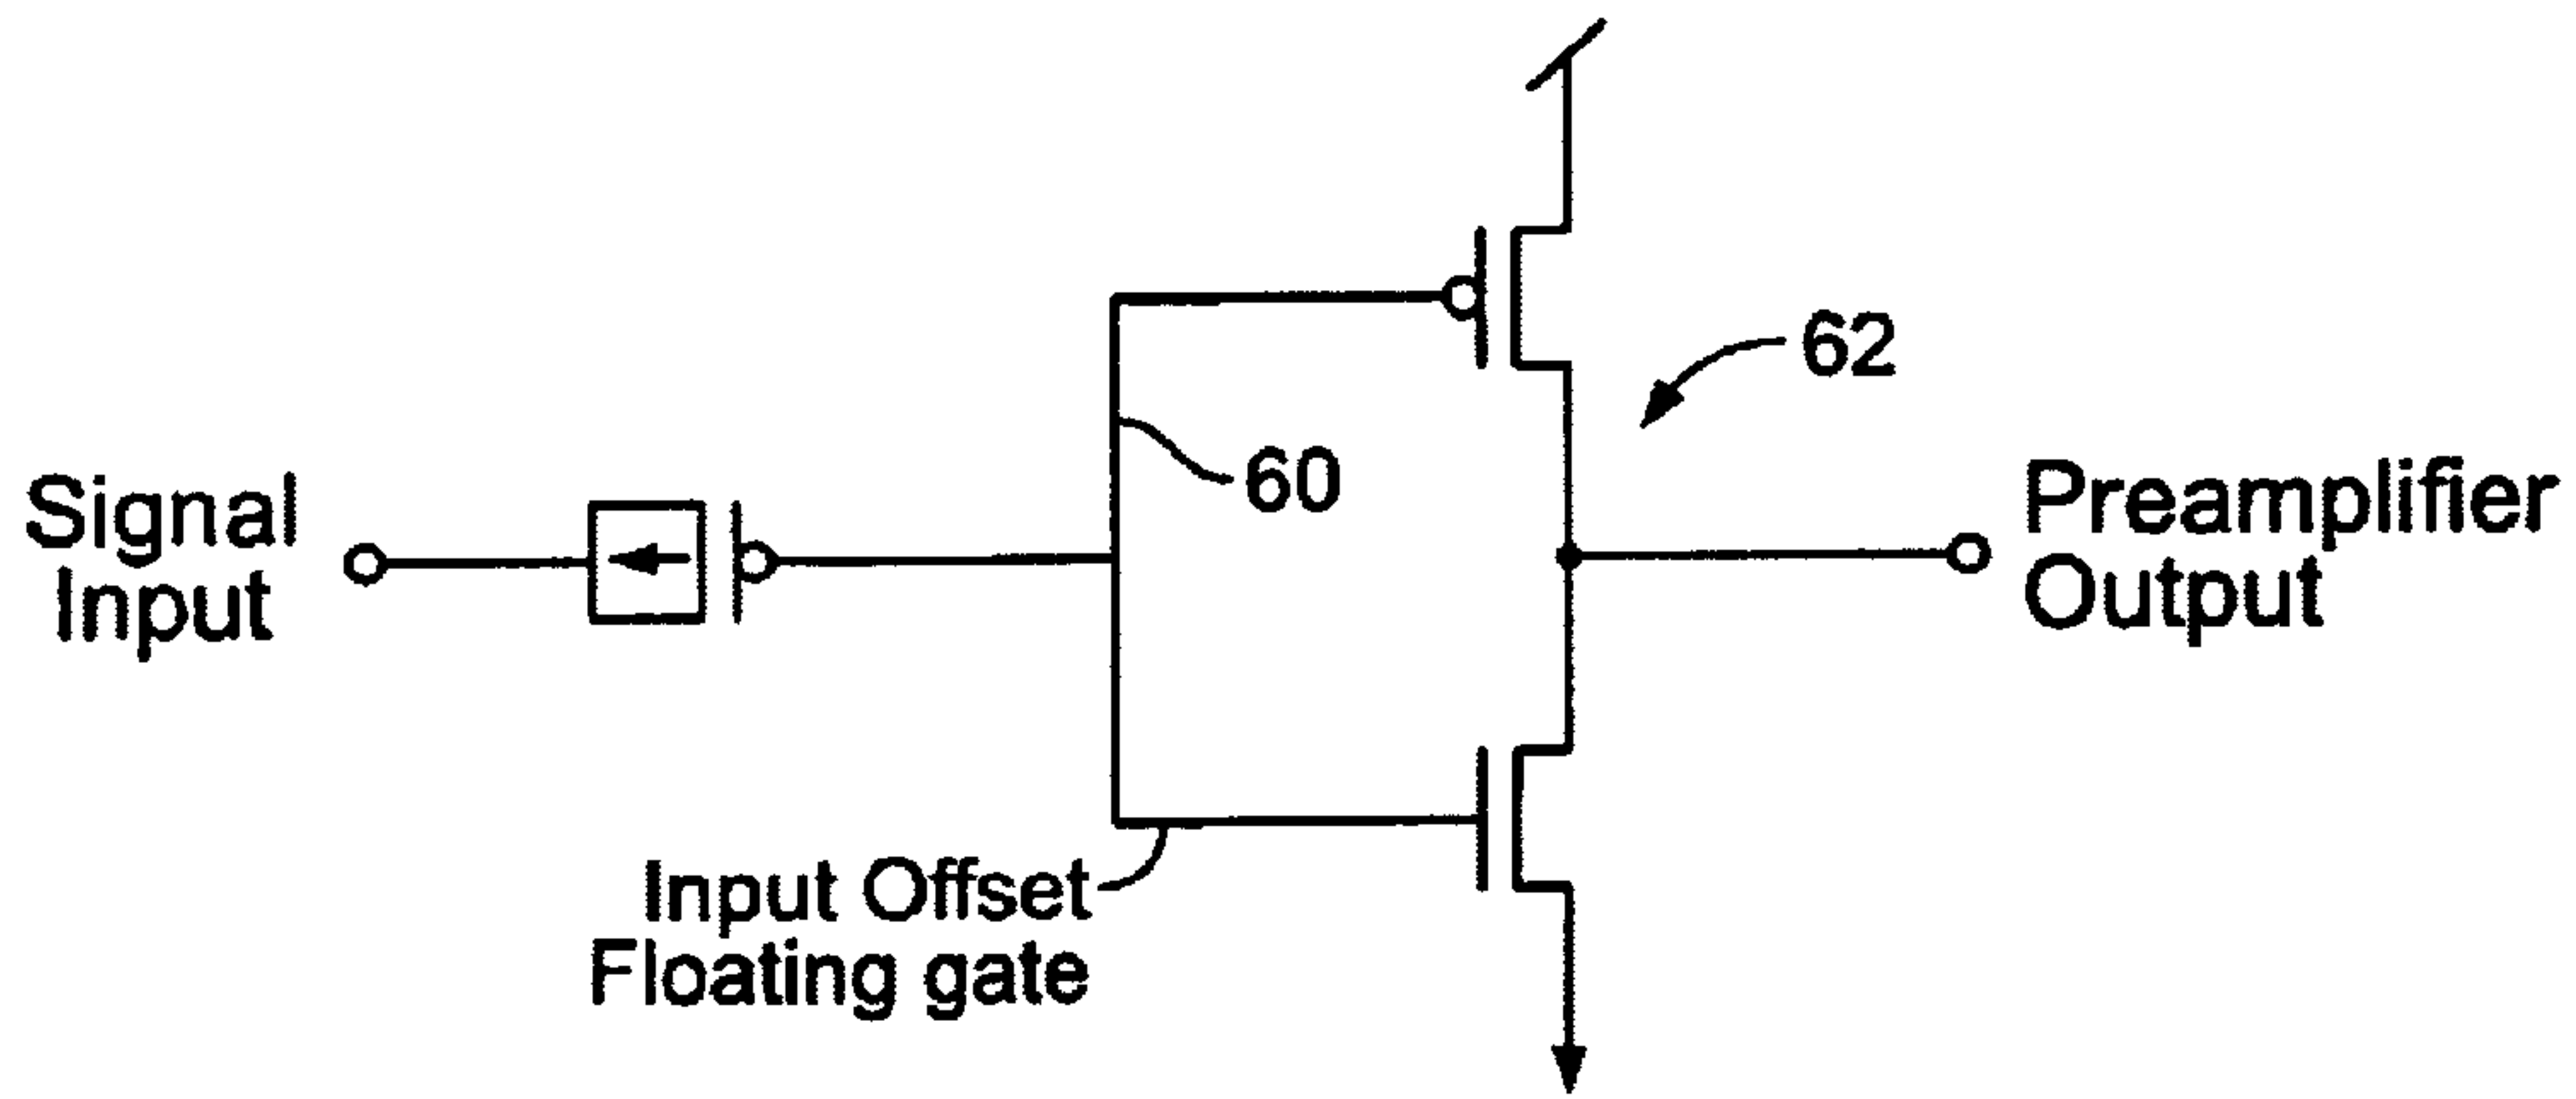 62
60
Signal
Input
Preamplifier
Output
Input Offset
Floating gate